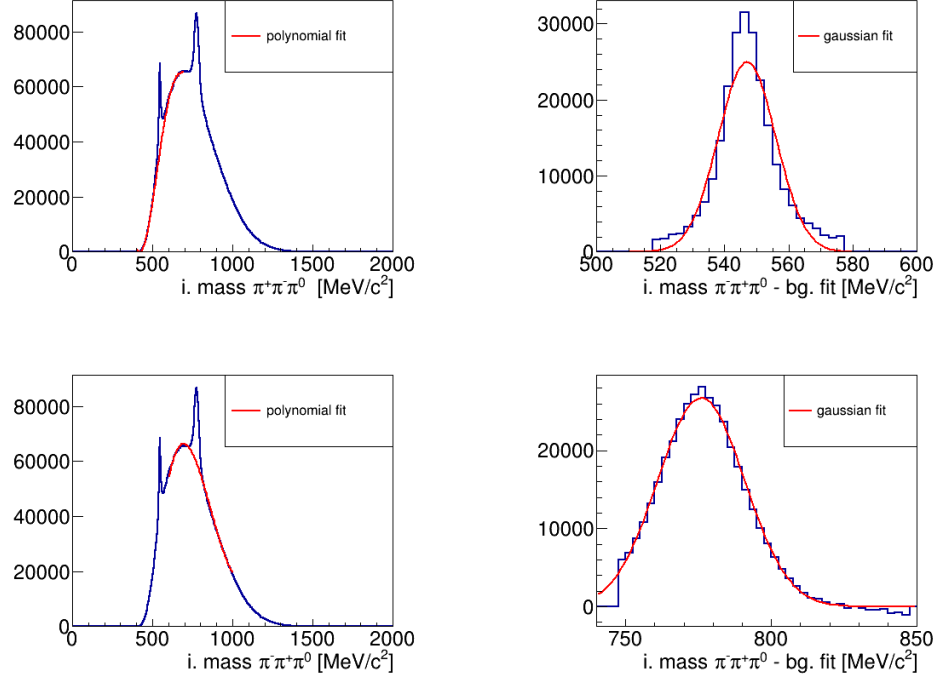 80000
60000
40000
20000
0
polynomial fit
0 500 1000 1500 2000
i. mass π⁺π⁻π⁰ [MeV/c²]
30000
20000
10000
0
gaussian fit
500 520 540 560 580 600
i. mass π⁻π⁺π⁰ - bg. fit [MeV/c²]
80000
60000
40000
20000
0
polynomial fit
0 500 1000 1500 2000
i. mass π⁻π⁺π⁰ [MeV/c²]
20000
10000
0
gaussian fit
750 800 850
i. mass π⁻π⁺π⁰ - bg. fit [MeV/c²]